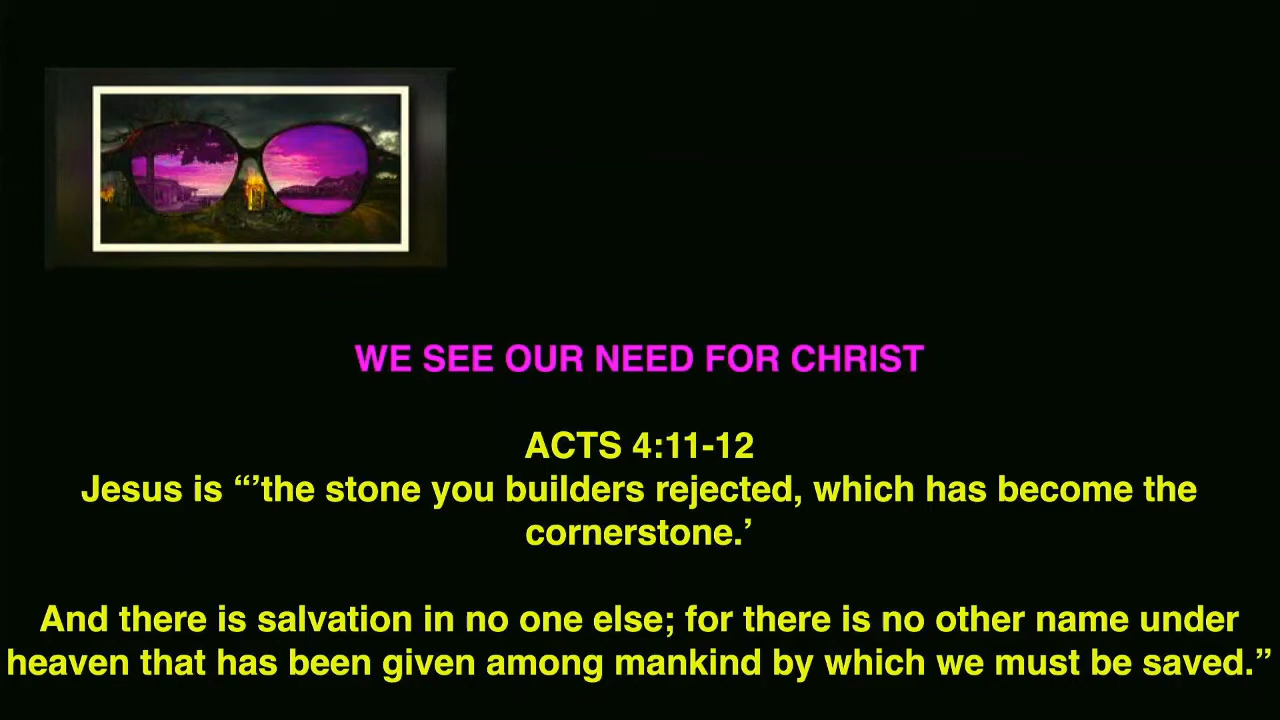 WE SEE OUR NEED FOR CHRIST
ACTS 4:11-12
Jesus is “’the stone you builders rejected, which has become the
cornerstone.’
And there is salvation in no one else; for there is no other name under
heaven that has been given among mankind by which we must be saved.”